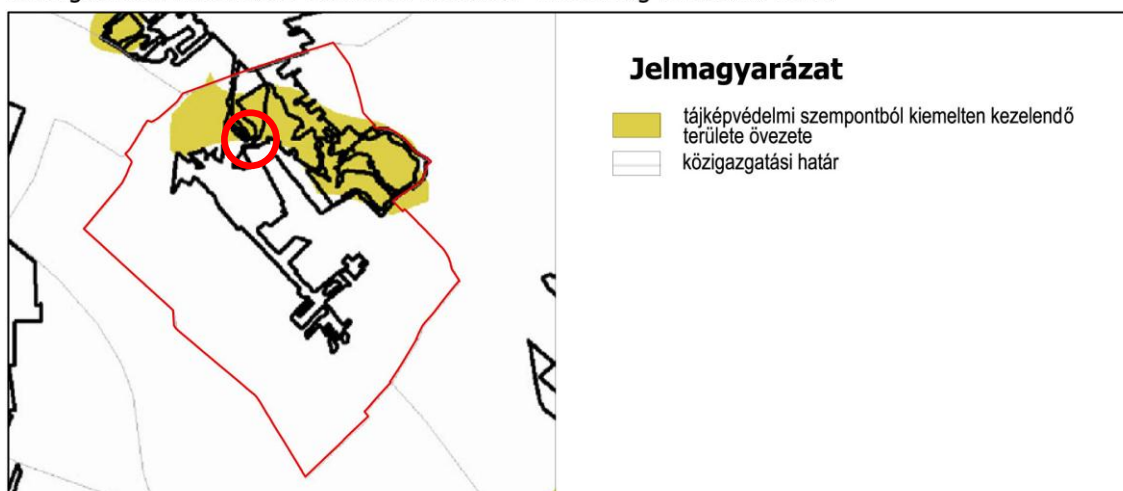 Jelmagyarázat
tájképvédelmi szempontból kiemelten kezelendő
területe övezete
közigazgatási határ